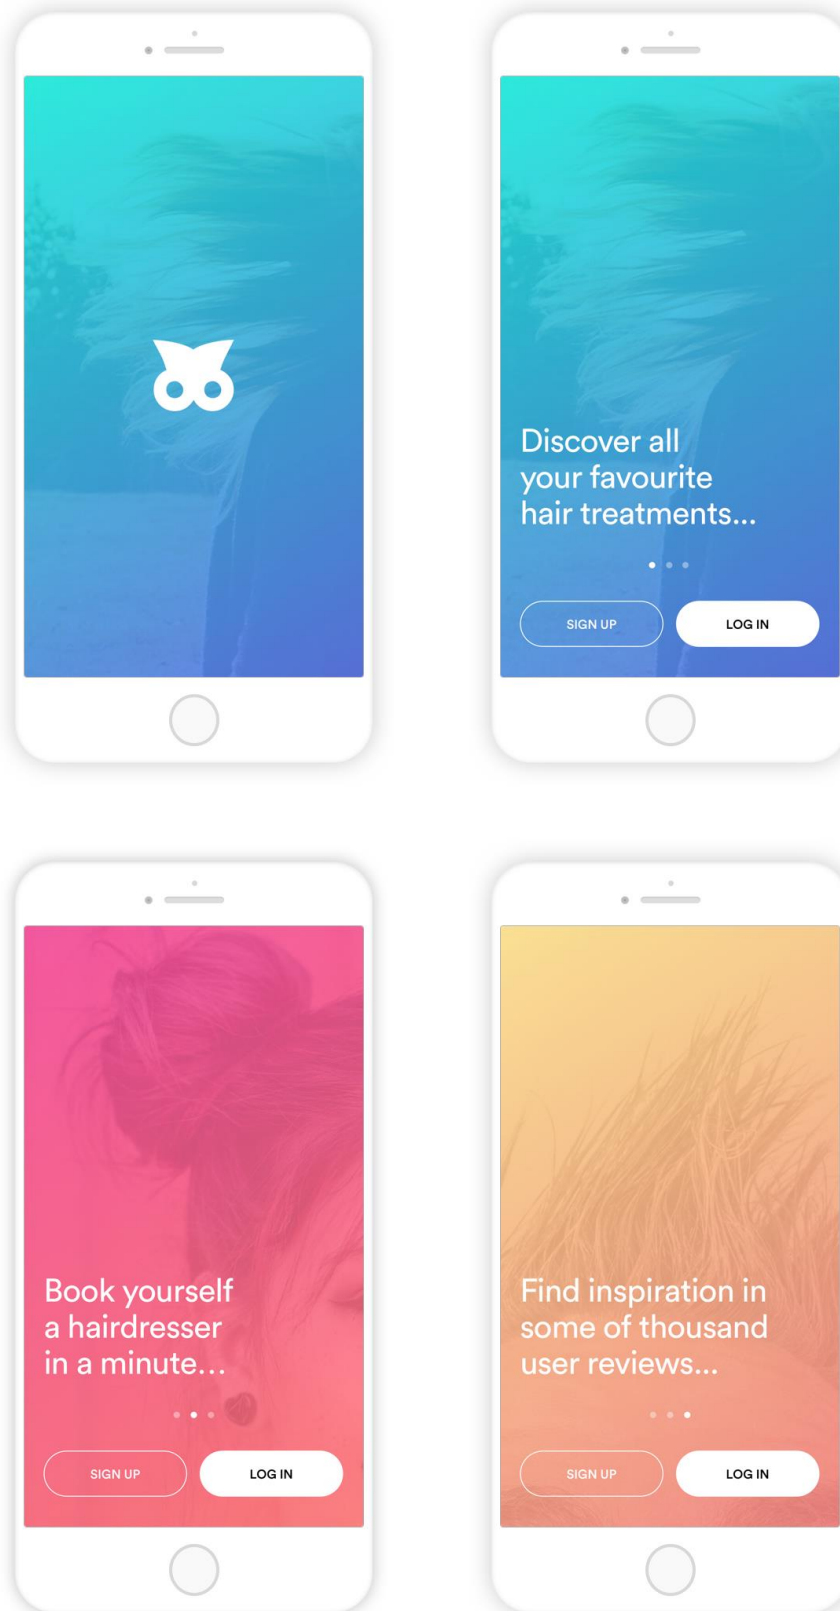 Discover all
your favourite
hair treatments...
SIGN UP
LOG IN
Book yourself
a hairdresser
in a minute...
SIGN UP
LOG IN
Find inspiration in
some of thousand
user reviews...
SIGN UP
LOG IN